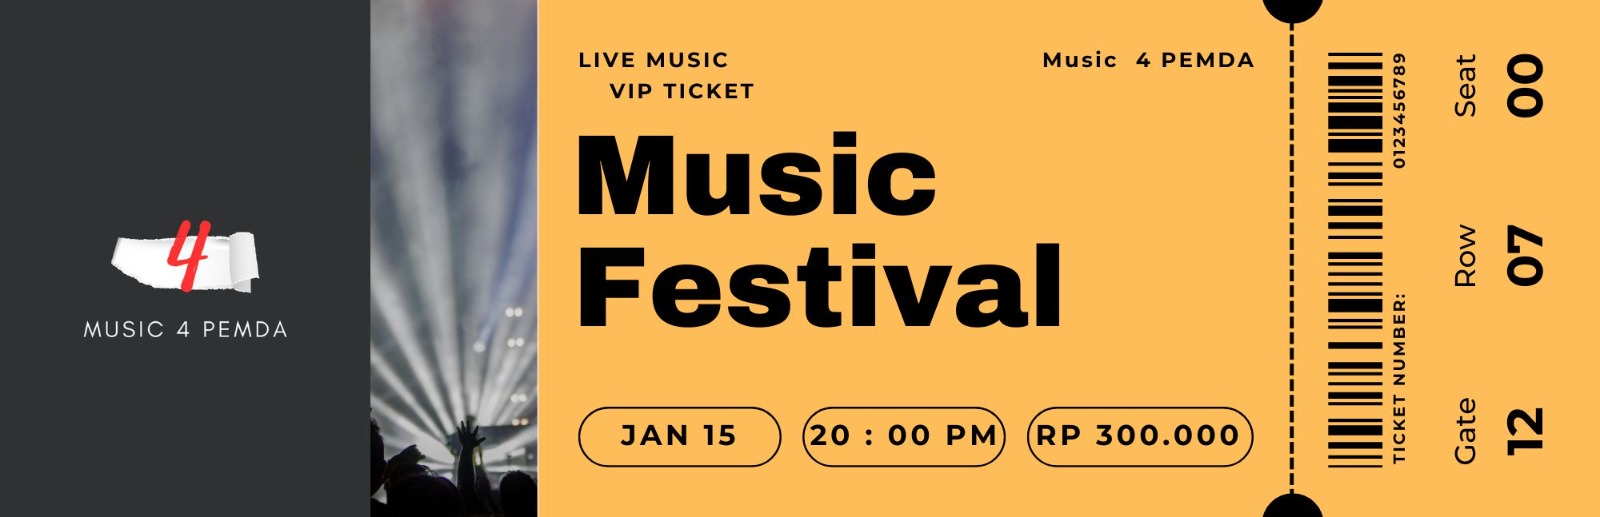 4
MUSIC 4 PEMDA
LIVE MUSIC
VIP TICKET
Music 4 PEMDA
Music
Festival
JAN 15
20 : 00 PM
RP 300.000
TICKET NUMBER:
0123456789
Gate
12
Row
07
Seat
00